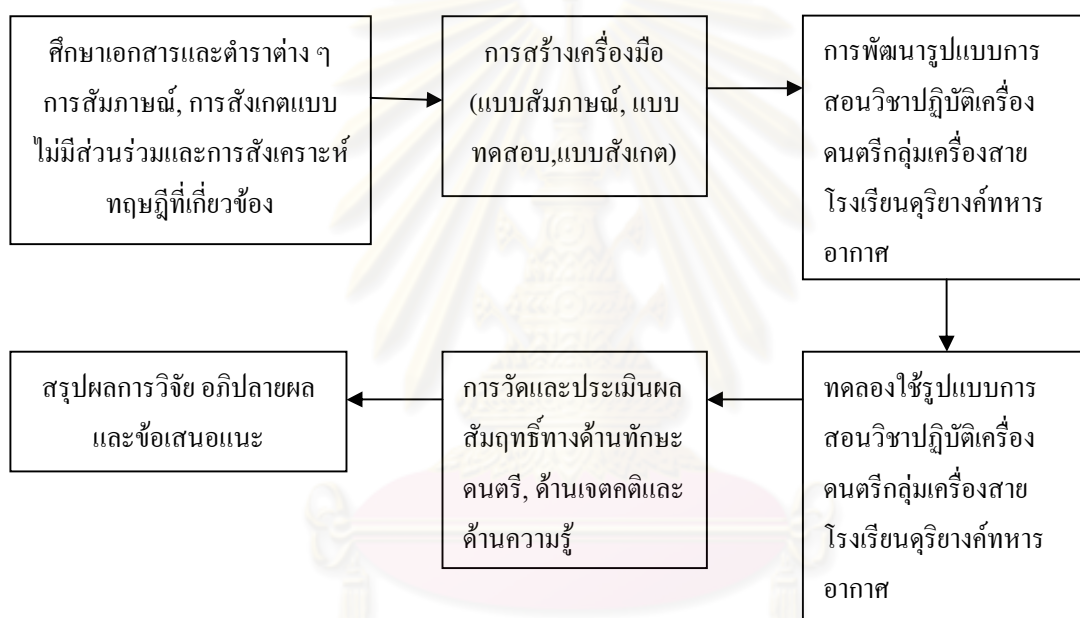 ศึกษาเอกสารและตำราต่าง ๆ
การสัมภาษณ์, การสังเกตแบบ
ไม่มีส่วนร่วมและการสังเคราะห์
ทฤษฎีที่เกี่ยวข้อง
การสร้างเครื่องมือ
(แบบสัมภาษณ์, แบบ
ทดสอบ,แบบสังเกต)
การพัฒนารูปแบบการ
สอนวิชาปฏิบัติเครื่อง
ดนตรีกลุ่มเครื่องสาย
โรงเรียนดุริยางค์ทหาร
อากาศ
ทดลองใช้รูปแบบการ
สอนวิชาปฏิบัติเครื่อง
ดนตรีกลุ่มเครื่องสาย
โรงเรียนดุริยางค์ทหาร
อากาศ
การวัดและประเมินผล
สัมฤทธิ์ทางด้านทักษะ
ดนตรี, ด้านเจตคติและ
ด้านความรู้
สรุปผลการวิจัย อภิปลายผล
และข้อเสนอแนะ